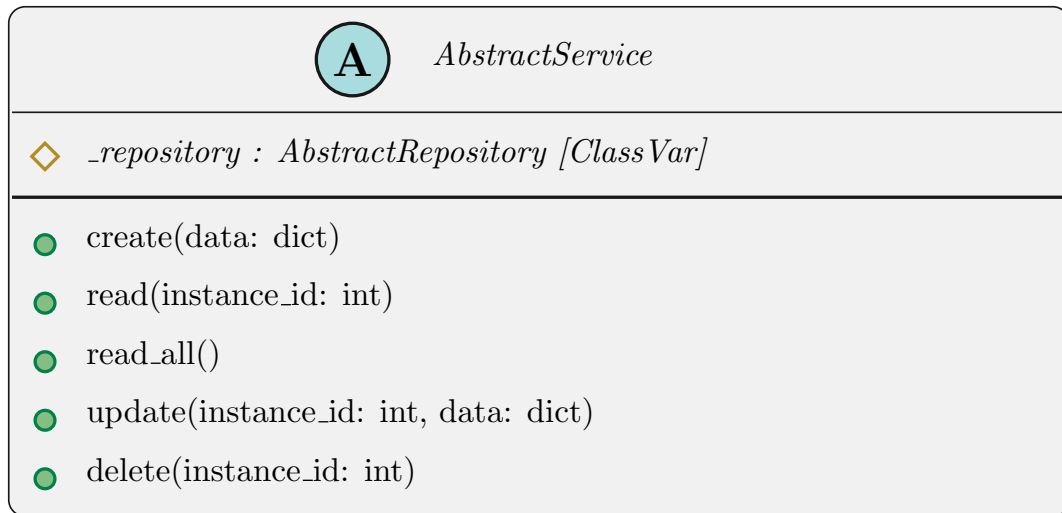 A AbstractService
_repository : AbstractRepository [ClassVar]
create(data: dict)
read(instance_id: int)
read_all()
update(instance_id: int, data: dict)
delete(instance_id: int)